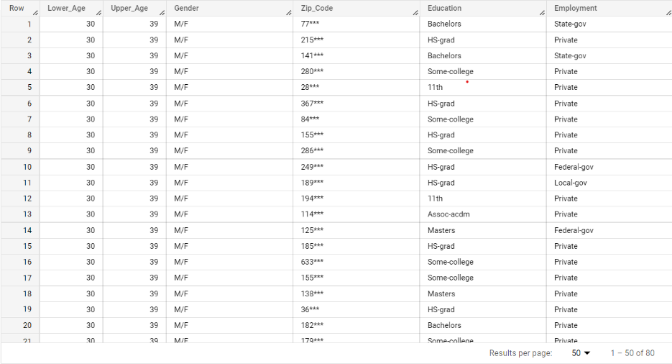 Row Lower_Age Upper_Age Gender Zip_Code Education Employment
1 30 39 M/F 77*** Bachelors State-gov
2 30 39 M/F 215*** HS-grad Private
3 30 39 M/F 141*** Bachelors State-gov
4 30 39 M/F 280*** Some-college Private
5 30 39 M/F 28*** 11th Private
6 30 39 M/F 367*** HS-grad Private
7 30 39 M/F 84*** Some-college Private
8 30 39 M/F 155*** HS-grad Private
9 30 39 M/F 286*** Some-college Private
10 30 39 M/F 249*** HS-grad Federal-gov
11 30 39 M/F 189*** HS-grad Local-gov
12 30 39 M/F 194*** 11th Private
13 30 39 M/F 114*** Assoc-acdm Private
14 30 39 M/F 125*** Masters Federal-gov
15 30 39 M/F 185*** HS-grad Private
16 30 39 M/F 633*** Some-college Private
17 30 39 M/F 155*** Some-college Private
18 30 39 M/F 138*** Masters Private
19 30 39 M/F 36*** HS-grad Private
20 30 39 M/F 182*** Bachelors Private
21 30 39 M/F 179*** Some-college Private
Results per page: 50 1 – 50 of 80